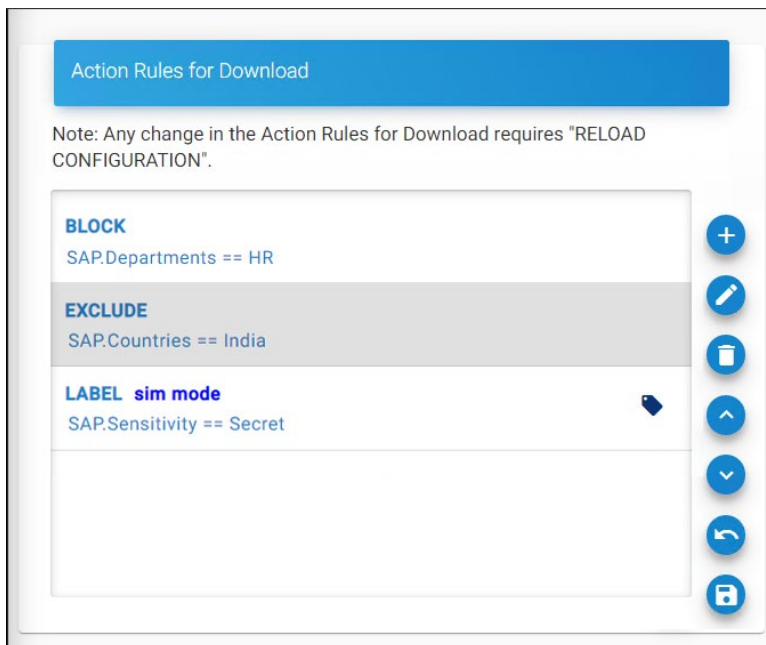 Action Rules for Download
Note: Any change in the Action Rules for Download requires "RELOAD
CONFIGURATION".
BLOCK
SAP.Departments == HR
EXCLUDE
SAP.Countries == India
LABEL sim mode
SAP.Sensitivity == Secret